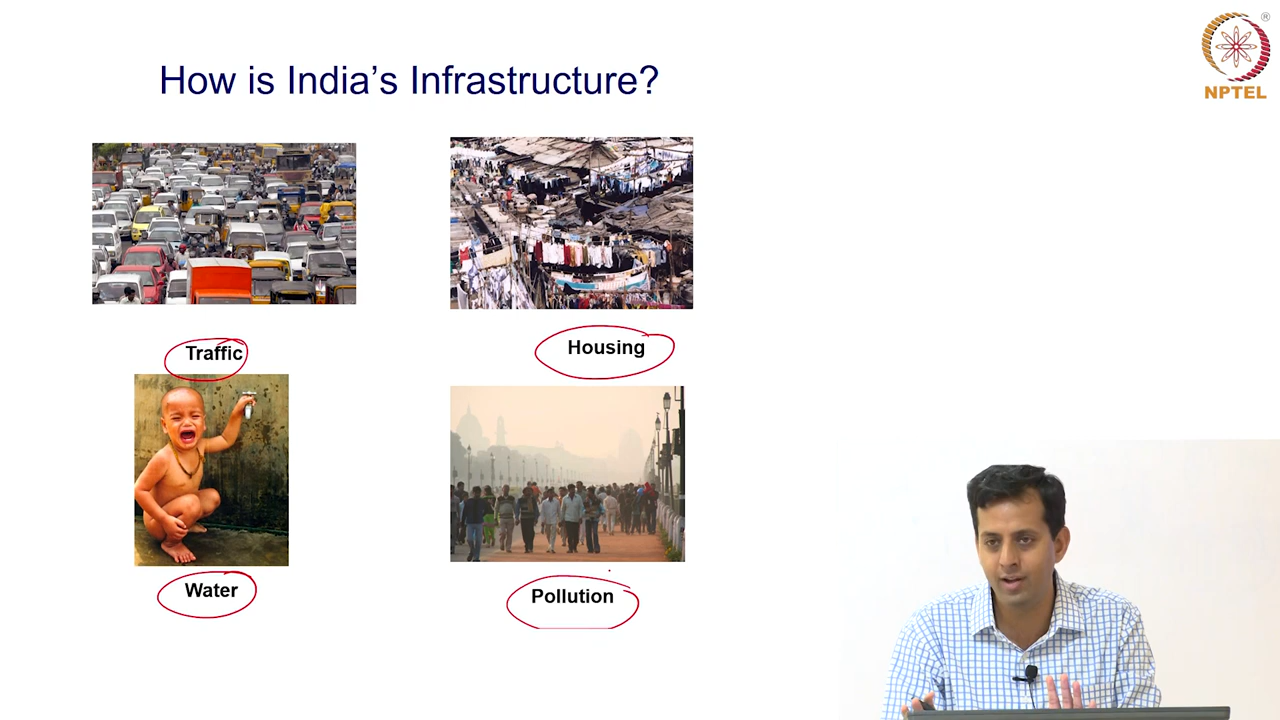 How is India's Infrastructure?
®
NPTEL
Traffic
Housing
Water
Pollution